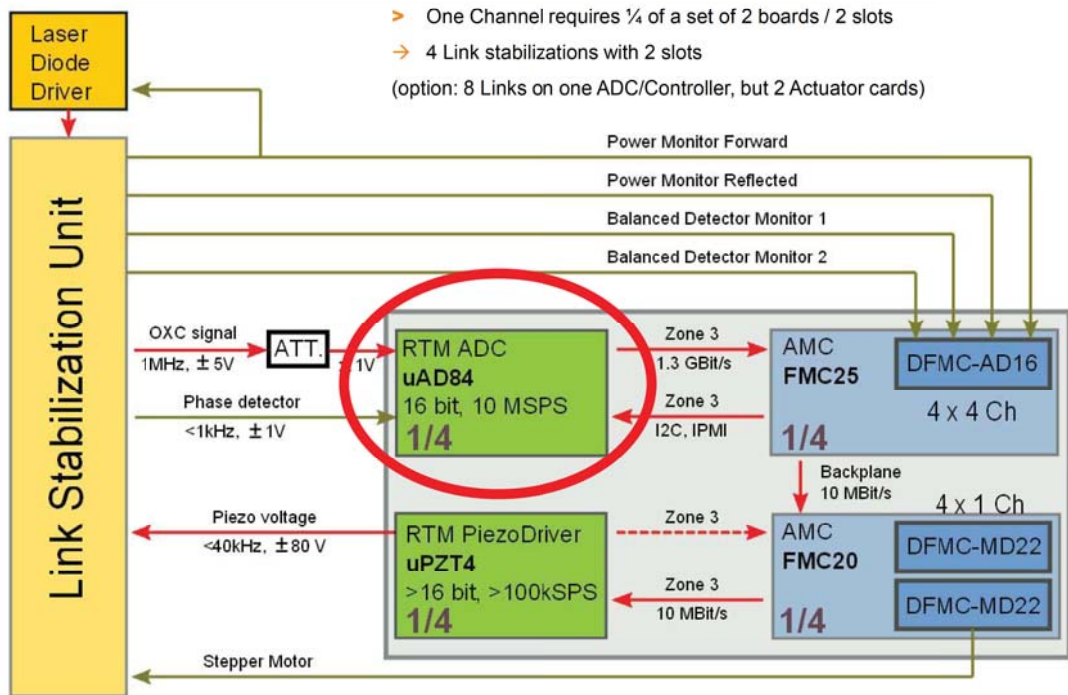 > One Channel requires ¼ of a set of 2 boards / 2 slots
→ 4 Link stabilizations with 2 slots
(option: 8 Links on one ADC/Controller, but 2 Actuator cards)
Laser
Diode
Driver
Link Stabilization Unit
Power Monitor Forward
Power Monitor Reflected
Balanced Detector Monitor 1
Balanced Detector Monitor 2
OXC signal
1MHz, ±5V
ATT.
1V
Phase detector
<1kHz, ±1V
RTM ADC
uAD84
16 bit, 10 MSPS
1/4
Zone 3
1.3 GBit/s
Zone 3
I2C, IPMI
AMC
FMC25
DFMC-AD16
4 x 4 Ch
1/4
Backplane
10 MBit/s
Piezo voltage
<40kHz, ±80 V
RTM PiezoDriver
uPZT4
>16 bit, >100kSPS
1/4
Zone 3
Zone 3
10 MBit/s
4 x 1 Ch
AMC
FMC20
DFMC-MD22
DFMC-MD22
1/4
Stepper Motor